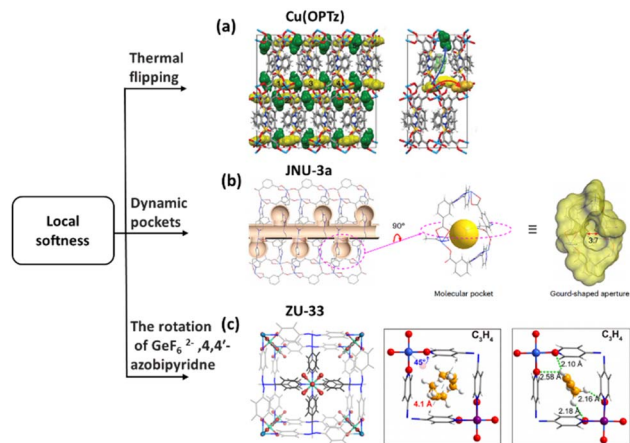 (a)
Cu(OPTz)
Thermal
flipping
JNU-3a
(b)
Dynamic
pockets
Local
softness
90°
≡
3.7
Molecular pocket
Gourd-shaped aperture
ZU-33
(c)
The rotation
of GeF₆ ²⁻ ,4,4′-
azobipyridne
C₃H₄
45°
4.1 Å
C₃H₄
2.10 Å
2.58 Å
2.16 Å
2.18 Å